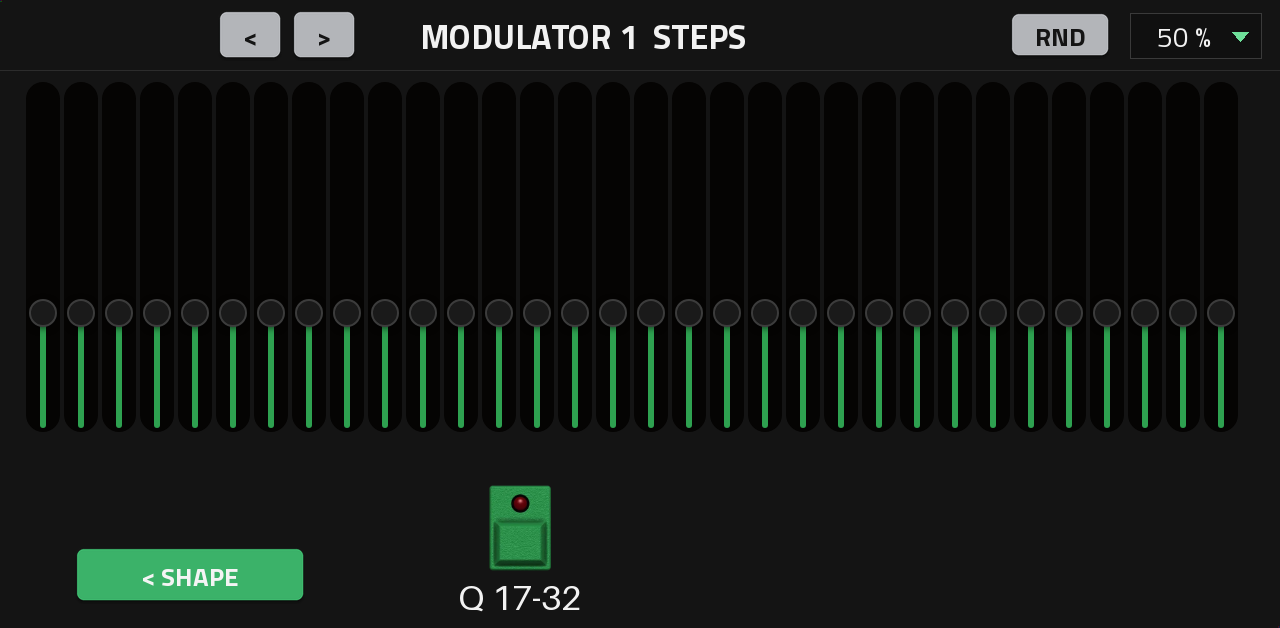 < > MODULATOR 1 STEPS RND 50 %
< SHAPE
Q 17-32